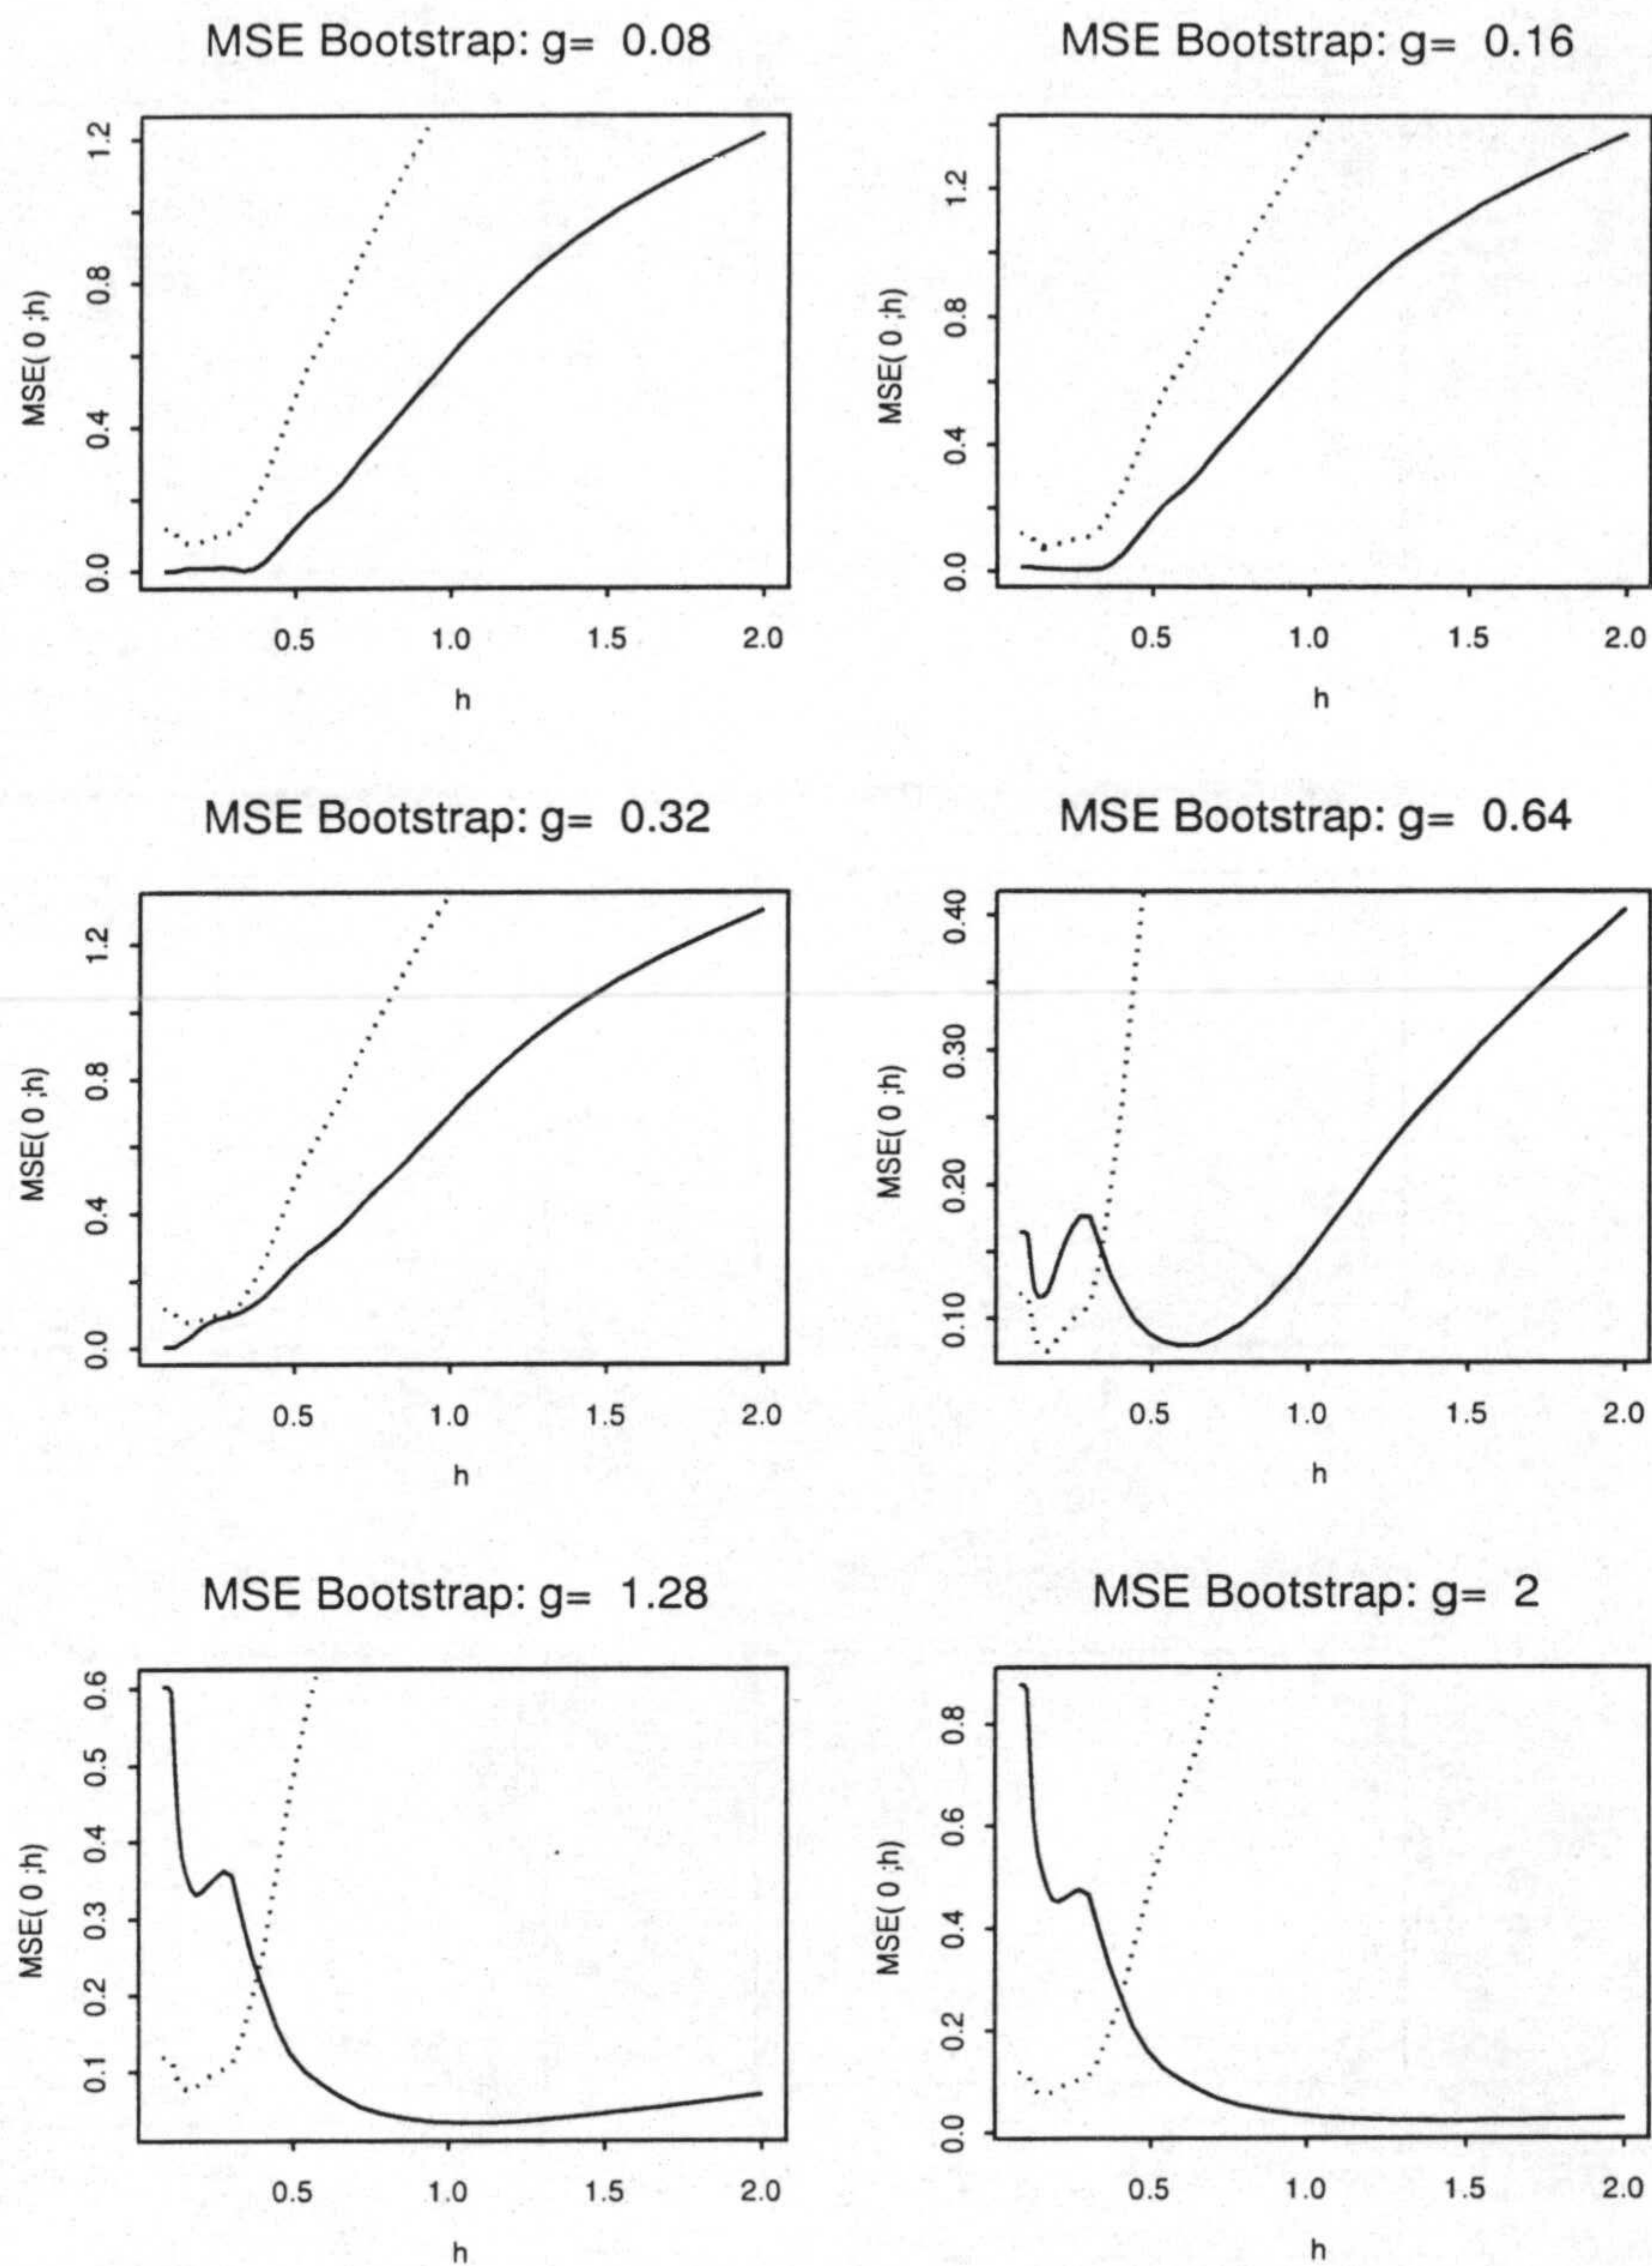 MSE Bootstrap: g= 0.08
MSE( 0 ;h)
0.0 0.4 0.8 1.2
0.5 1.0 1.5 2.0
h
MSE Bootstrap: g= 0.16
MSE( 0 ;h)
0.0 0.4 0.8 1.2
0.5 1.0 1.5 2.0
h
MSE Bootstrap: g= 0.32
MSE( 0 ;h)
0.0 0.4 0.8 1.2
0.5 1.0 1.5 2.0
h
MSE Bootstrap: g= 0.64
MSE( 0 ;h)
0.10 0.20 0.30 0.40
0.5 1.0 1.5 2.0
h
MSE Bootstrap: g= 1.28
MSE( 0 ;h)
0.1 0.2 0.3 0.4 0.5 0.6
0.5 1.0 1.5 2.0
h
MSE Bootstrap: g= 2
MSE( 0 ;h)
0.0 0.2 0.4 0.6 0.8
0.5 1.0 1.5 2.0
h